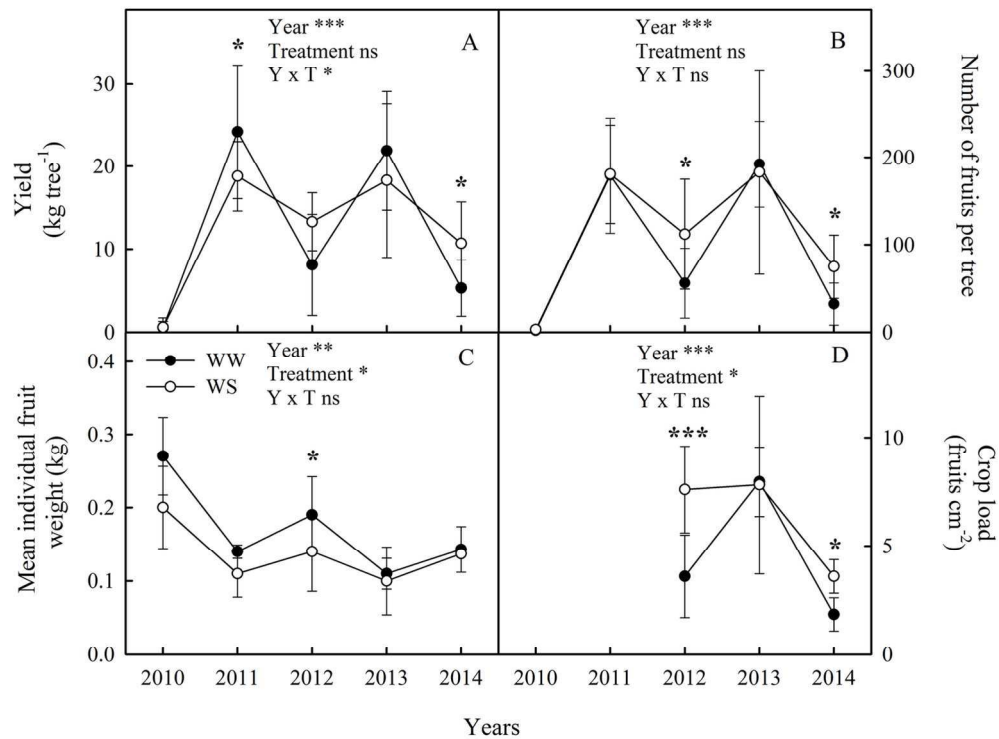 Year ***
Treatment ns
Y x T *
A
*
*
Yield
(kg tree-1)
30
20
10
0
Year ***
Treatment ns
Y x T ns
B
*
*
300
200
100
0
Number of fruits per tree
WW
WS
Year **
Treatment *
Y x T ns
C
*
Mean individual fruit
weight (kg)
0.4
0.3
0.2
0.1
0.0
Year ***
Treatment *
Y x T ns
D
***
*
10
5
0
Crop load
(fruits cm-2)
2010 2011 2012 2013 2014
2010 2011 2012 2013 2014
Years